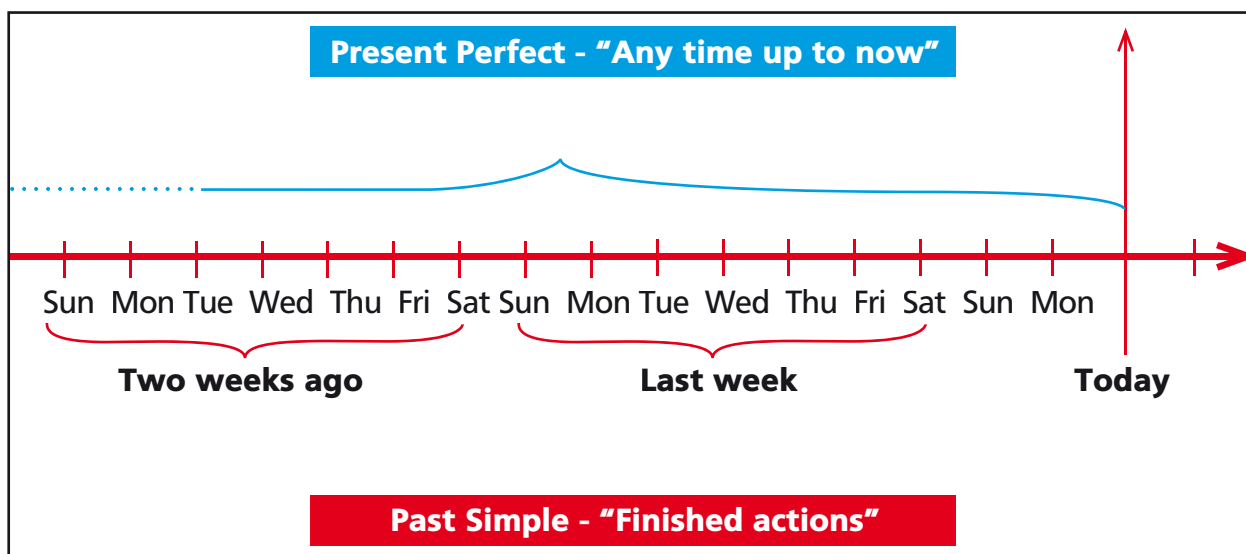 Present Perfect - “Any time up to now”
Sun Mon Tue Wed Thu Fri Sat Sun Mon Tue Wed Thu Fri Sat Sun Mon
Two weeks ago Last week Today
Past Simple - “Finished actions”